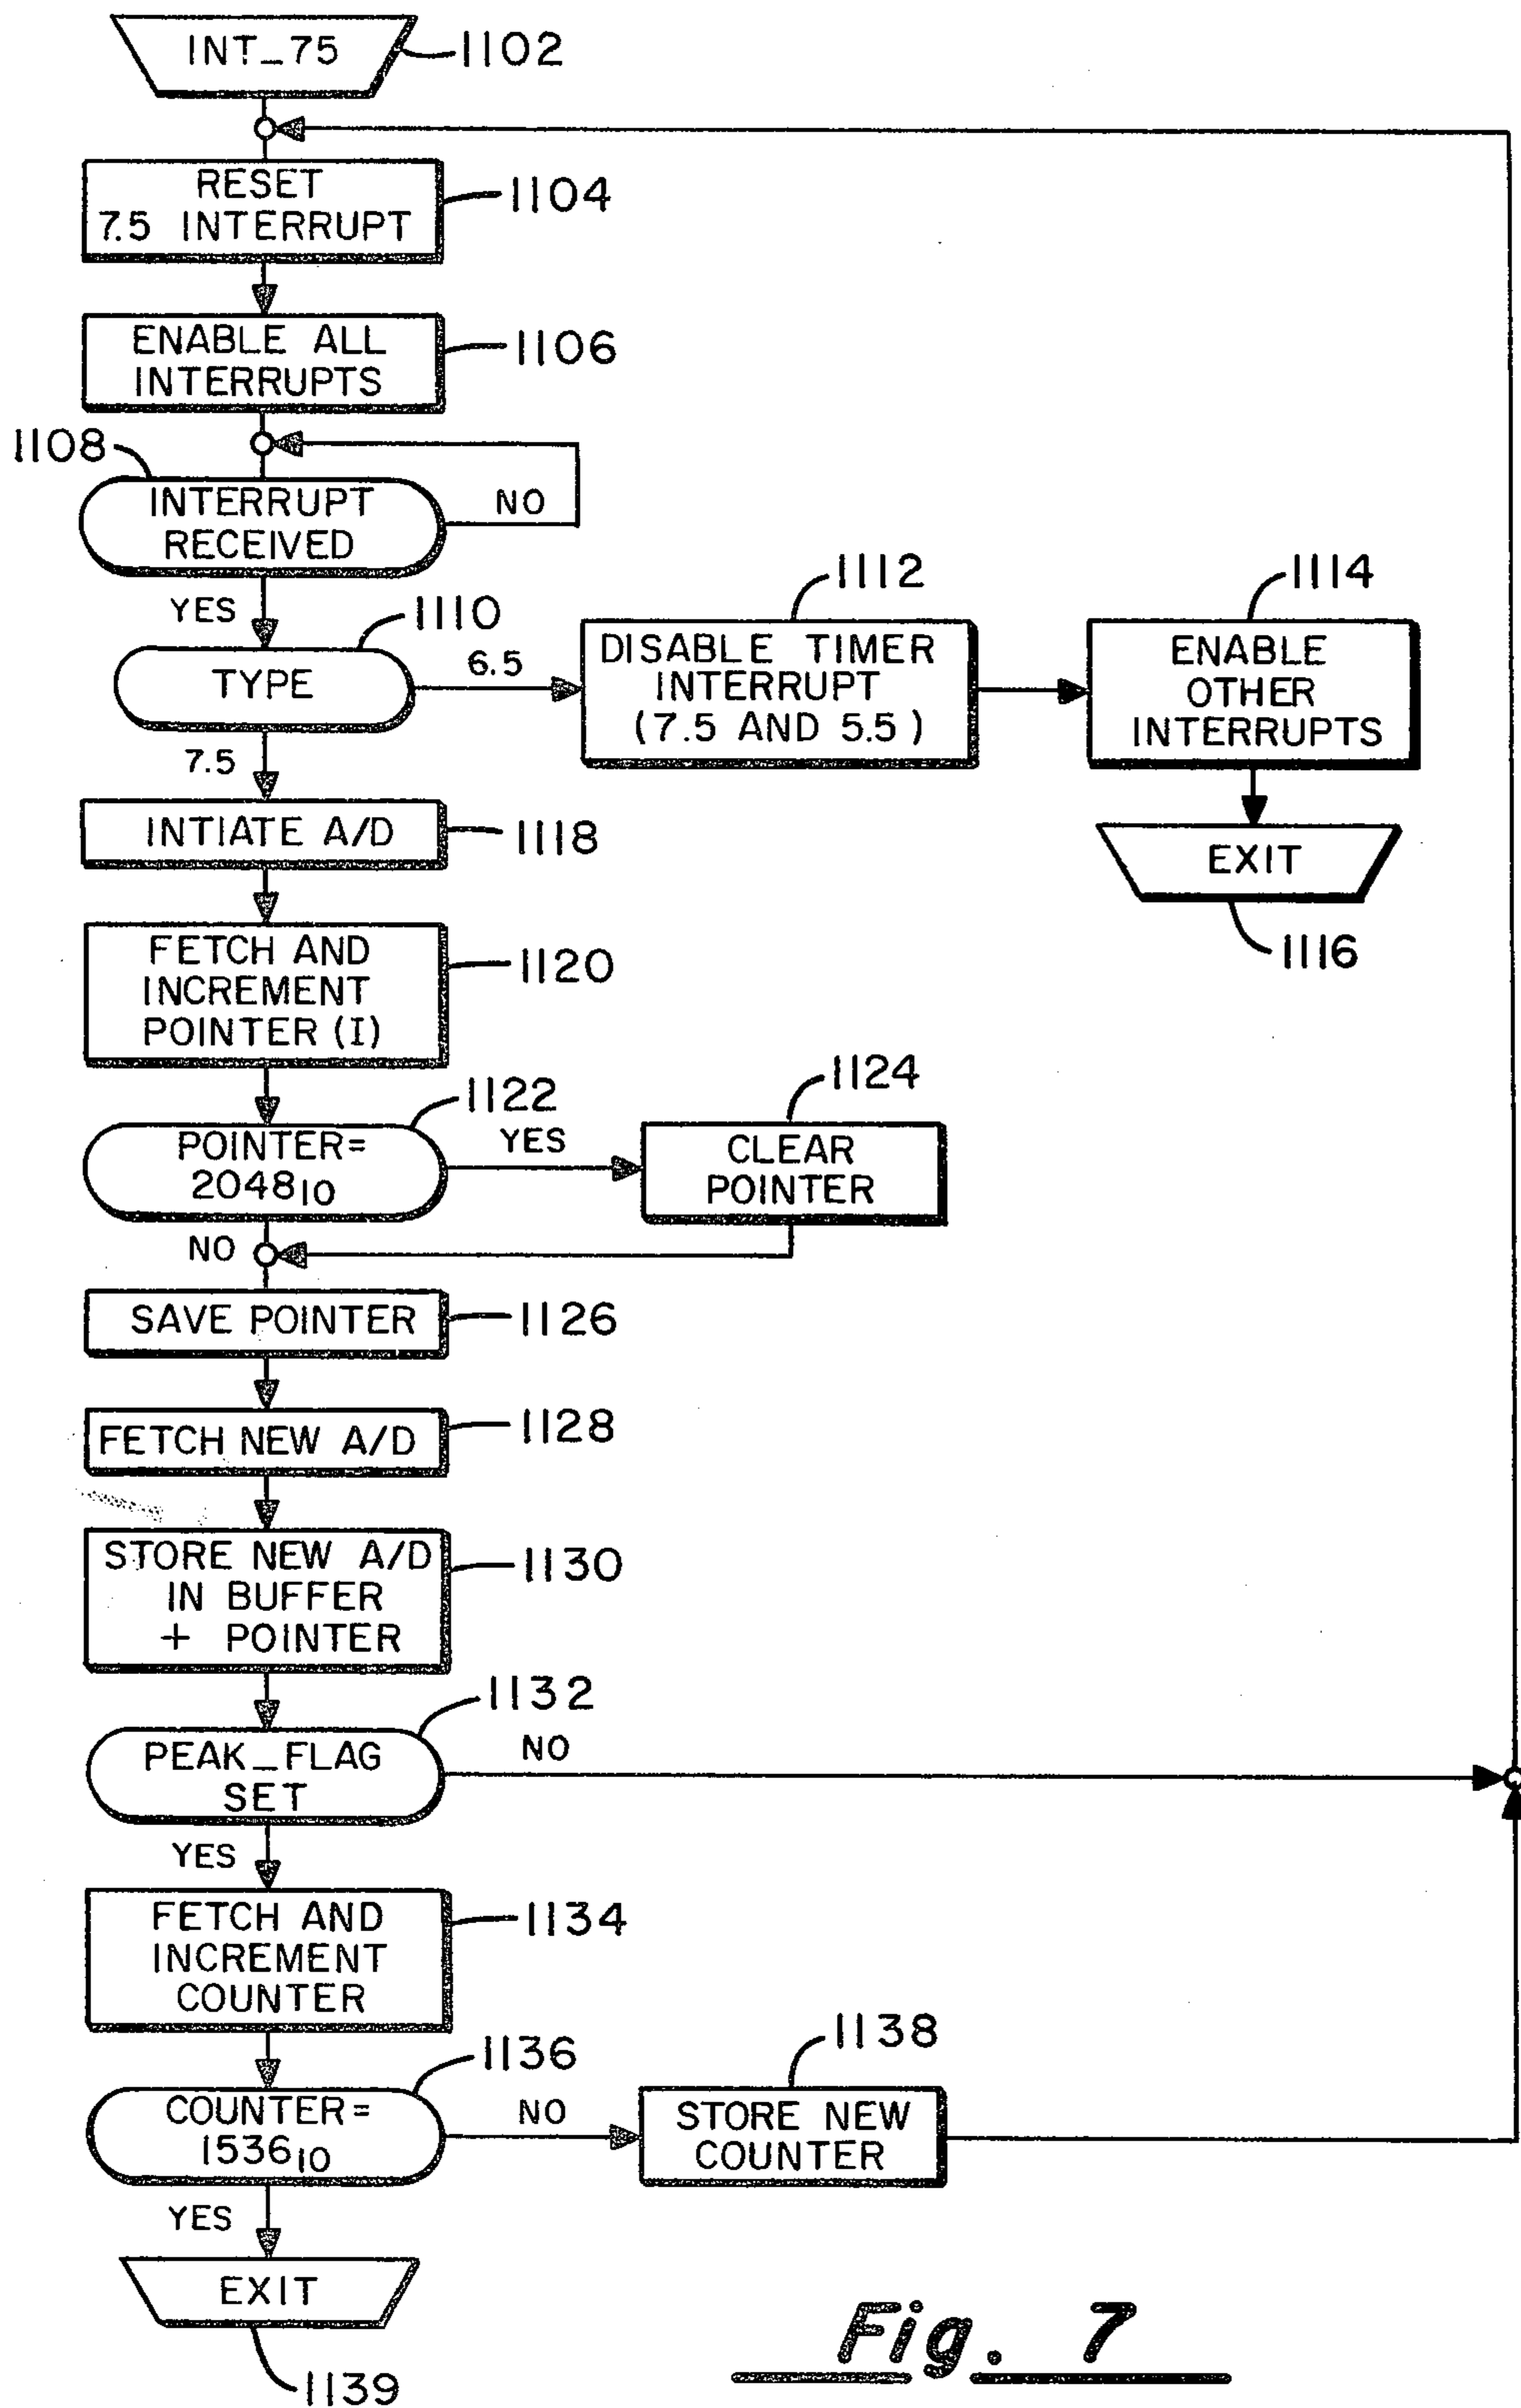 INT_75
1102
RESET
7.5 INTERRUPT
1104
ENABLE ALL
INTERRUPTS
1106
1108
INTERRUPT
RECEIVED
NO
YES
1110
TYPE
6.5
7.5
1112
DISABLE TIMER
INTERRUPT
(7.5 AND 5.5)
1114
ENABLE
OTHER
INTERRUPTS
EXIT
1116
INTIATE A/D
1118
FETCH AND
INCREMENT
POINTER (I)
1120
1122
POINTER=
2048₁₀
YES
NO
1124
CLEAR
POINTER
SAVE POINTER
1126
FETCH NEW A/D
1128
STORE NEW A/D
IN BUFFER
+ POINTER
1130
1132
PEAK_FLAG
SET
NO
YES
FETCH AND
INCREMENT
COUNTER
1134
1136
COUNTER=
1536₁₀
NO
YES
1138
STORE NEW
COUNTER
EXIT
1139
Fig. 7